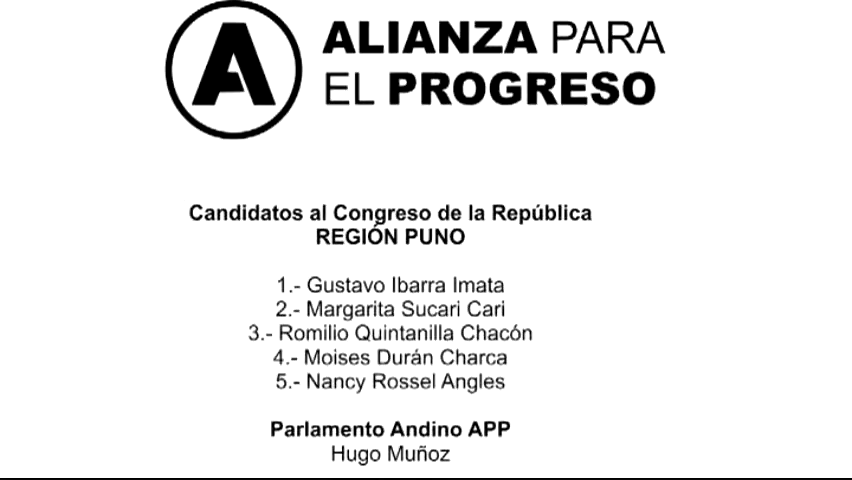 A
ALIANZA PARA
EL PROGRESO
Candidatos al Congreso de la República
REGIÓN PUNO
1.- Gustavo Ibarra Imata
2.- Margarita Sucari Cari
3.- Romilio Quintanilla Chacón
4.- Moises Durán Charca
5.- Nancy Rossel Angles
Parlamento Andino APP
Hugo Muñoz